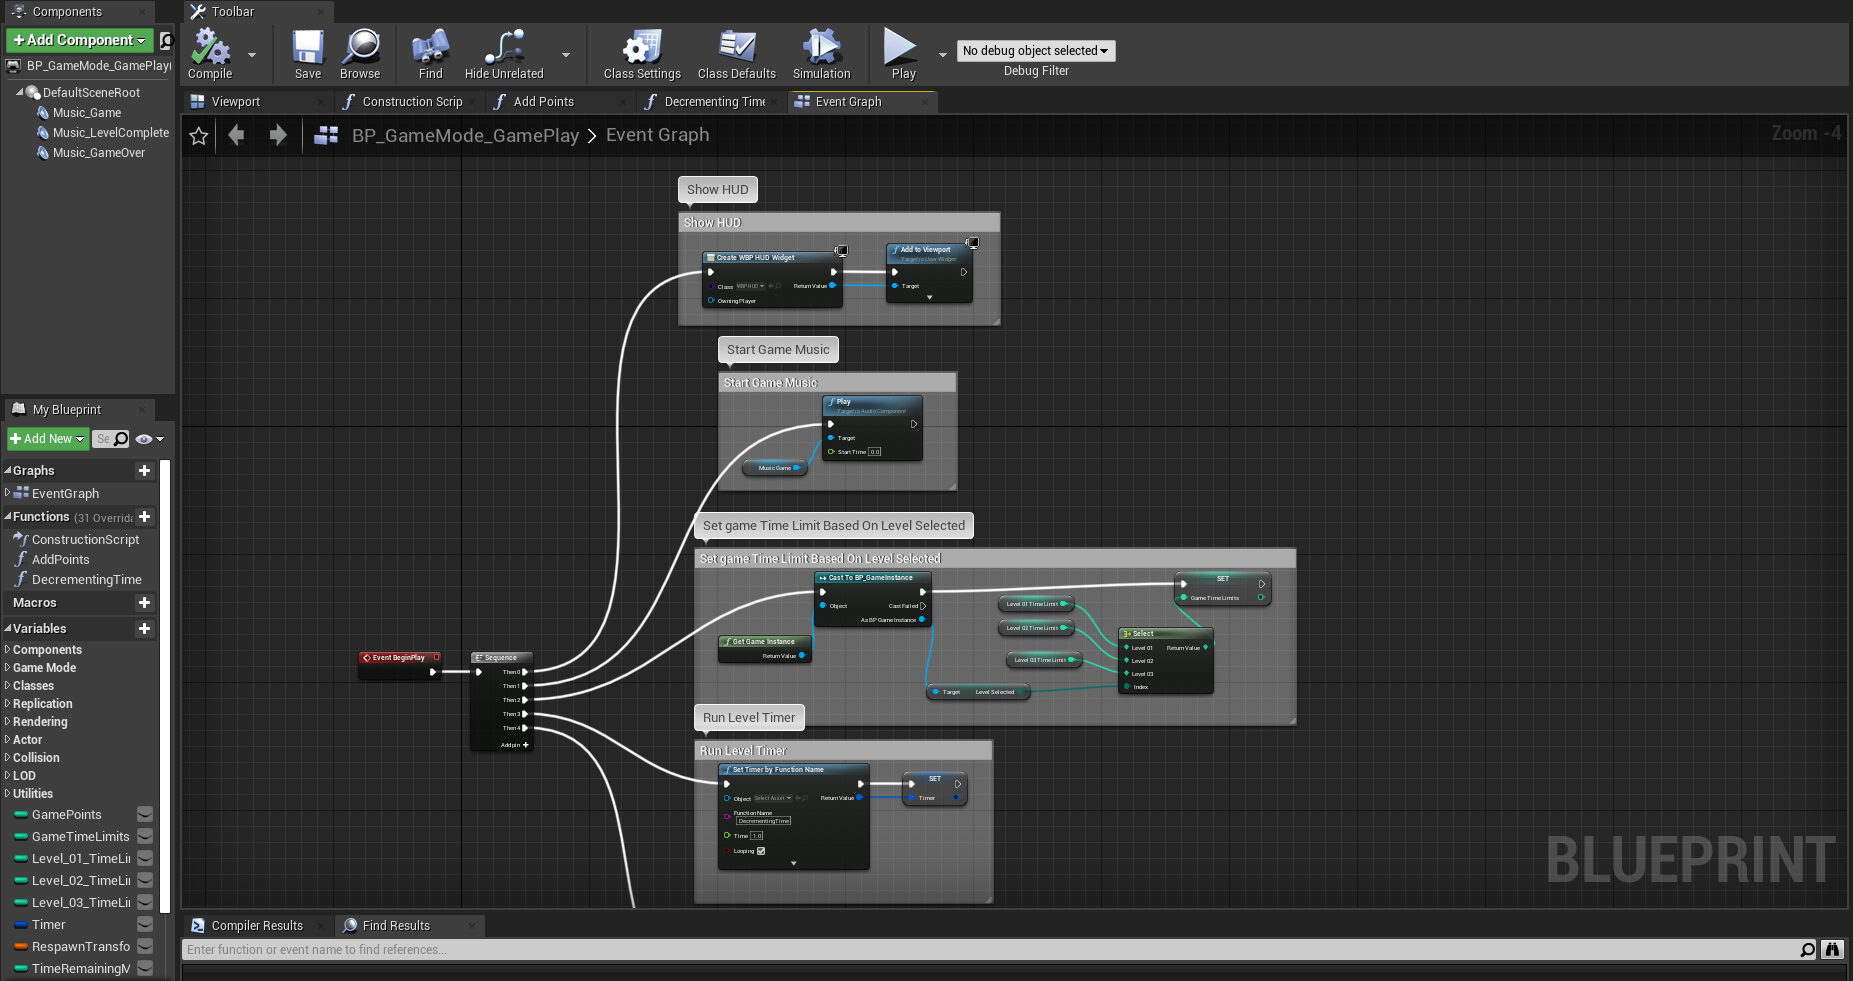 Components
Toolbar
Add Component
BP_GameMode_GamePlay(
DefaultSceneRoot
Music_Game
Music_LevelComplete
Music_GameOver
Compile
Save
Browse
Find
Hide Unrelated
Class Settings
Class Defaults
Simulation
Play
No debug object selected
Debug Filter
Viewport
Construction Scrip
Add Points
Decrementing Time
Event Graph
BP_GameMode_GamePlay
Event Graph
Zoom -4
Show HUD
Show HUD
Create WBP HUD Widget
Class
WBP HUD
Return Value
Owning Player
Add to Viewport
Target is User Widget
Target
Start Game Music
Start Game Music
Play
Target is Audio Component
Target
Start Time
0.0
Music Game
Set game Time Limit Based On Level Selected
Set game Time Limit Based On Level Selected
Cast To BP_GameInstance
Object
Cast Failed
As BP Game Instance
Get Game Instance
Return Value
Level 01 Time Limit
Level 02 Time Limit
Level 03 Time Limit
Target
Level Selected
SET
Game Time Limits
Select
Level 01
Return Value
Level 02
Level 03
Index
Event BeginPlay
Sequence
Then 0
Then 1
Then 2
Then 3
Then 4
Add pin
Run Level Timer
Run Level Timer
Set Timer by Function Name
Object
Select Asset
Return Value
Function Name
DecrementingTime
Time
1.0
Looping
SET
Timer
BLUEPRINT
My Blueprint
Add New
Se
Graphs
EventGraph
Functions
(31 Overrida
ConstructionScript
AddPoints
DecrementingTime
Macros
Variables
Components
Game Mode
Classes
Replication
Rendering
Actor
Collision
LOD
Utilities
GamePoints
GameTimeLimits
Level_01_TimeLi
Level_02_TimeLi
Level_03_TimeLi
Timer
RespawnTransfo
TimeRemainingM
Compiler Results
Find Results
Enter function or event name to find references...